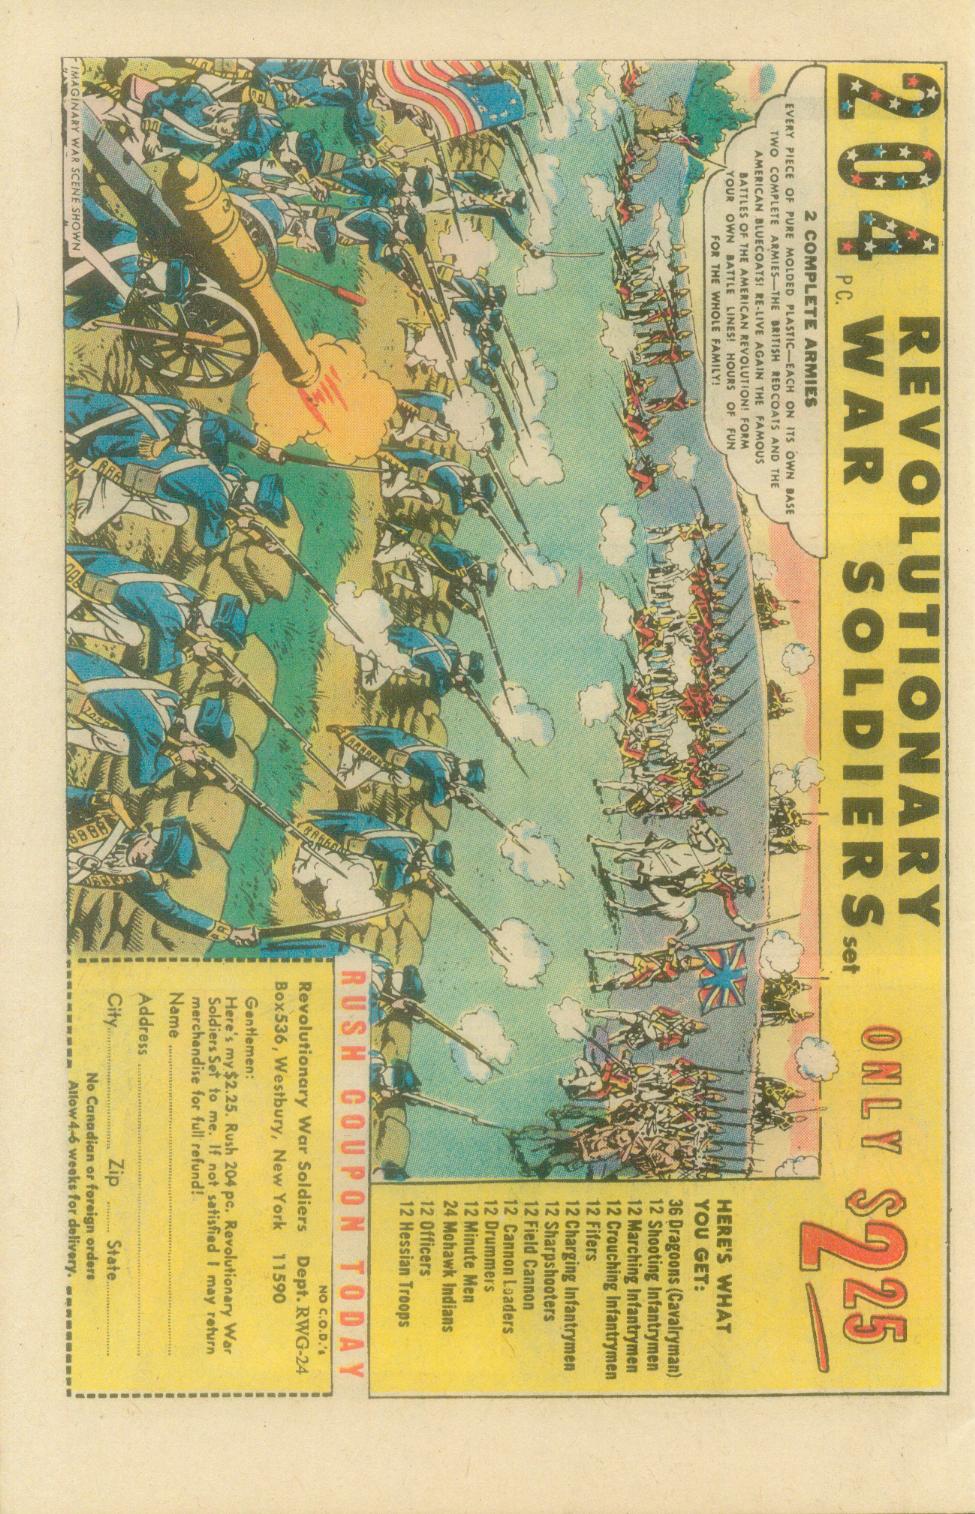 204 PC. REVOLUTIONARY
WAR SOLDIERS set
ONLY $2.25
2 COMPLETE ARMIES
EVERY PIECE OF PURE MOLDED PLASTIC—EACH ON ITS OWN BASE
TWO COMPLETE ARMIES—THE BRITISH REDCOATS AND THE
AMERICAN BLUECOATS! RE-LIVE AGAIN THE FAMOUS
BATTLES OF THE AMERICAN REVOLUTION! FORM
YOUR OWN BATTLE LINES! HOURS OF FUN
FOR THE WHOLE FAMILY!
IMAGINARY WAR SCENE SHOWN
HERE'S WHAT
YOU GET:
36 Dragoons (Cavalryman)
12 Shooting Infantrymen
12 Marching Infantrymen
12 Crouching Infantrymen
12 Fifers
12 Charging Infantrymen
12 Sharpshooters
12 Field Cannon
12 Cannon Loaders
12 Drummers
12 Minute Men
24 Mohawk Indians
12 Officers
12 Hessian Troops
RUSH COUPON TODAY
NO C.O.D.'s
Revolutionary War Soldiers Dept. RWG-24
Box536, Westbury, New York 11590
Gentlemen:
Here's my $2.25. Rush 204 pc. Revolutionary War
Soldiers Set to me. If not satisfied I may return
merchandise for full refund!
Name
Address
City Zip State
No Canadian or foreign orders
Allow 4-6 weeks for delivery.